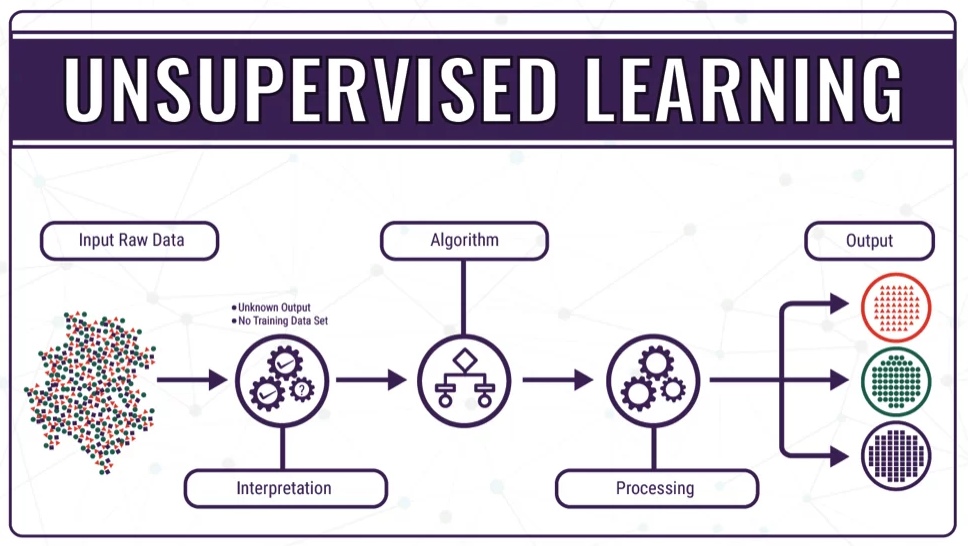 UNSUPERVISED LEARNING
Input Raw Data
Algorithm
Output
• Unknown Output
• No Training Data Set
?
Interpretation
Processing